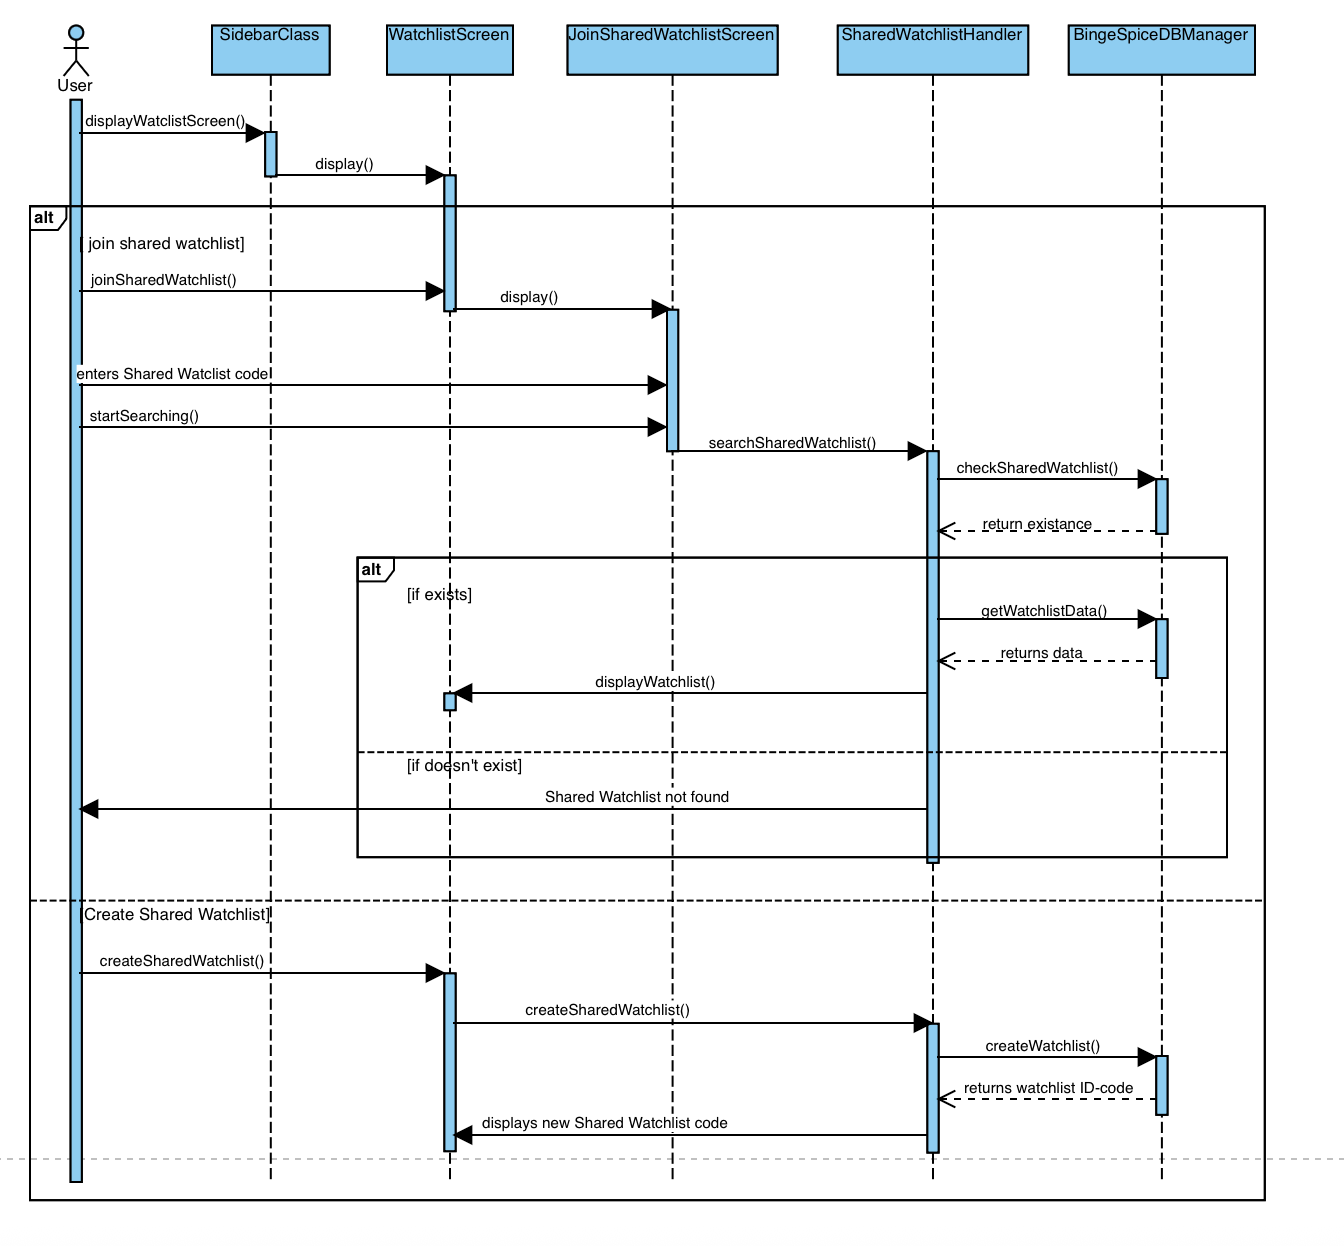 SidebarClass
WatchlistScreen
JoinSharedWatchlistScreen
SharedWatchlistHandler
BingeSpiceDBManager
User
displayWatclistScreen()
display()
alt
[ join shared watchlist]
joinSharedWatchlist()
display()
enters Shared Watclist code
startSearching()
searchSharedWatchlist()
checkSharedWatchlist()
return existance
alt
[if exists]
getWatchlistData()
returns data
displayWatchlist()
[if doesn't exist]
Shared Watchlist not found
[Create Shared Watchlist]
createSharedWatchlist()
createSharedWatchlist()
createWatchlist()
returns watchlist ID-code
displays new Shared Watchlist code